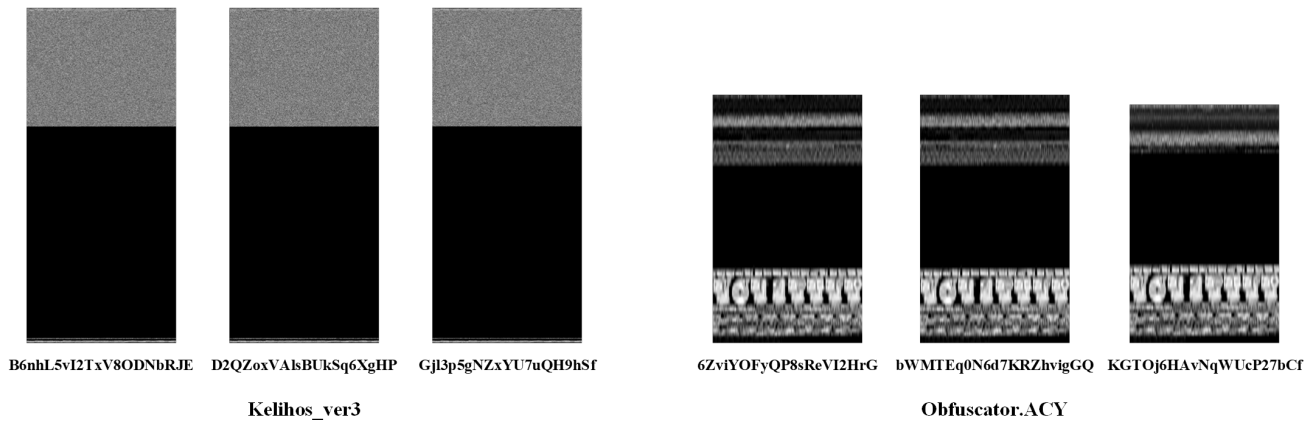 B6nhL5vI2TxV8ODNbRJE D2QZoxVAlsBUkSq6XgHP Gjl3p5gNZxYU7uQH9hSf 6ZviYOFyQP8sReVI2HrG bWMTEq0N6d7KRZhvigGQ KGTOj6HAvNqWUcP27bCf
Kelihos_ver3 Obfuscator.ACY